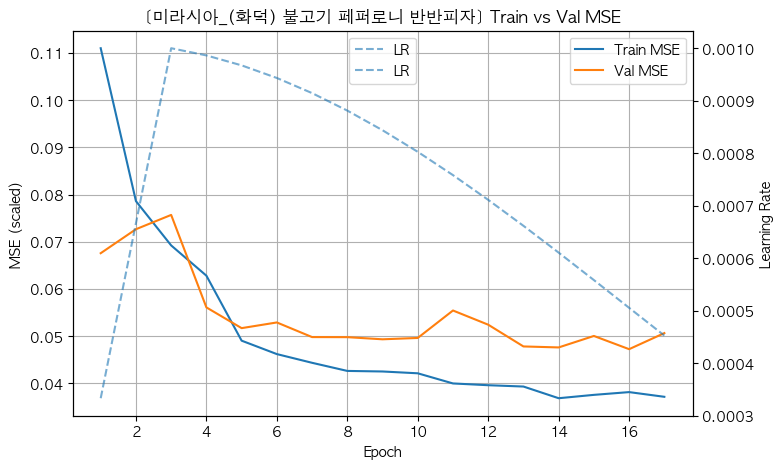 [미라시아_(화덕) 불고기 페퍼로니 반반피자] Train vs Val MSE
LR
LR
Train MSE
Val MSE
MSE (scaled)
0.11
0.10
0.09
0.08
0.07
0.06
0.05
0.04
0.0010
0.0009
0.0008
0.0007
0.0006
0.0005
0.0004
0.0003
Learning Rate
2 4 6 8 10 12 14 16
Epoch